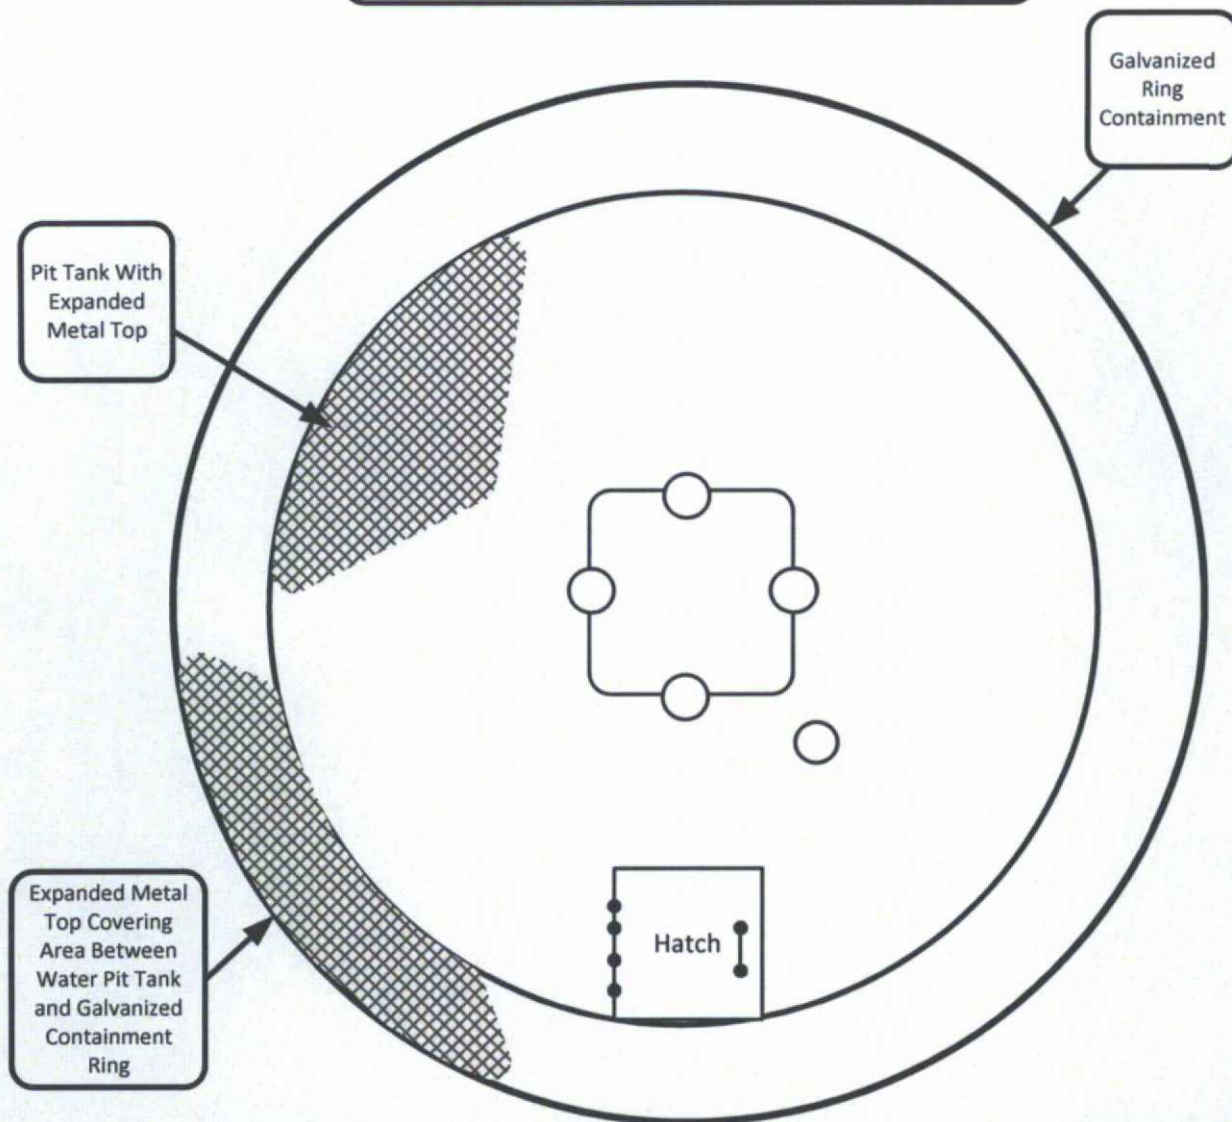 Galvanized
Ring
Containment
Pit Tank With
Expanded
Metal Top
Expanded Metal
Top Covering
Area Between
Water Pit Tank
and Galvanized
Containment
Ring
Hatch